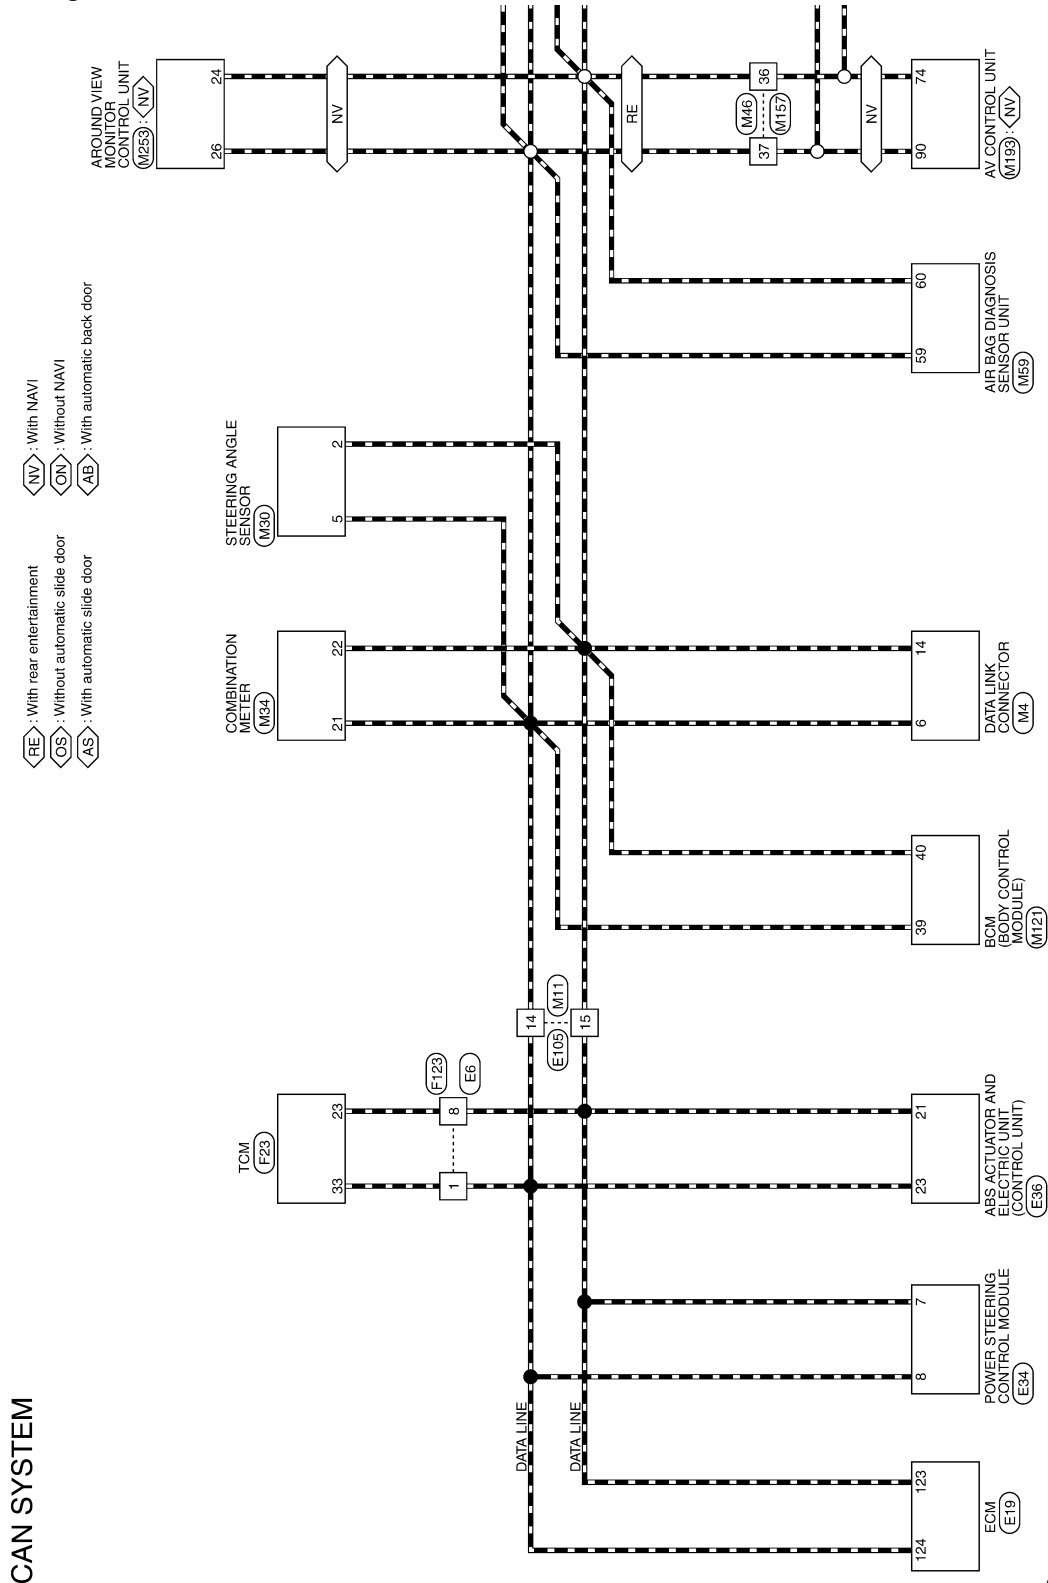 CAN SYSTEM
RE : With rear entertainment
OS : Without automatic slide door
AS : With automatic slide door
NV : With NAVI
ON : Without NAVI
AB : With automatic back door
TCM
F23
33
23
1
8
F123
E6
COMBINATION
METER
M34
21
22
STEERING ANGLE
SENSOR
M30
5
2
AROUND VIEW
MONITOR
CONTROL UNIT
M253 : NV
26
24
NV
DATA LINE
DATA LINE
14
15
E105
M11
RE
37
36
M46
M157
NV
124
123
ECM
E19
8
7
POWER STEERING
CONTROL MODULE
E34
23
21
ABS ACTUATOR AND
ELECTRIC UNIT
(CONTROL UNIT)
E36
39
40
BCM
(BODY CONTROL
MODULE)
M121
6
14
DATA LINK
CONNECTOR
M4
59
60
AIR BAG DIAGNOSIS
SENSOR UNIT
M59
90
74
AV CONTROL UNIT
M193 : NV